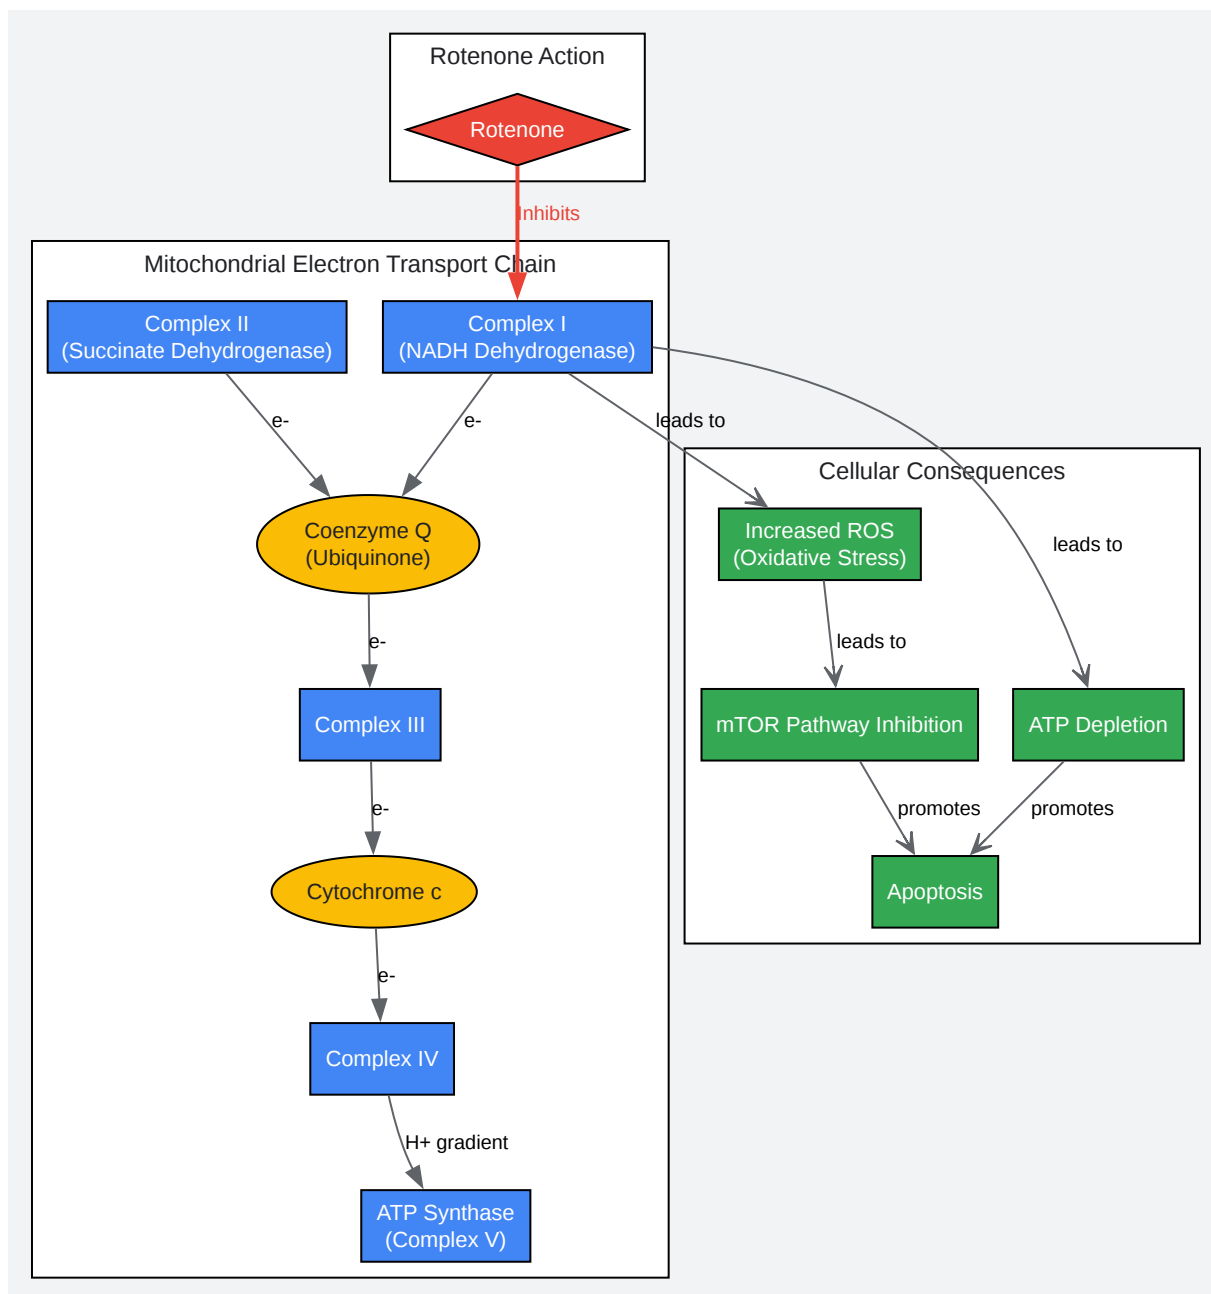 Rotenone Action
Rotenone
Inhibits
Mitochondrial Electron Transport Chain
Complex II
(Succinate Dehydrogenase)
Complex I
(NADH Dehydrogenase)
e-
e-
leads to
Coenzyme Q
(Ubiquinone)
e-
Complex III
e-
Cytochrome c
e-
Complex IV
H+ gradient
ATP Synthase
(Complex V)
Cellular Consequences
Increased ROS
(Oxidative Stress)
leads to
leads to
mTOR Pathway Inhibition
ATP Depletion
promotes
promotes
Apoptosis